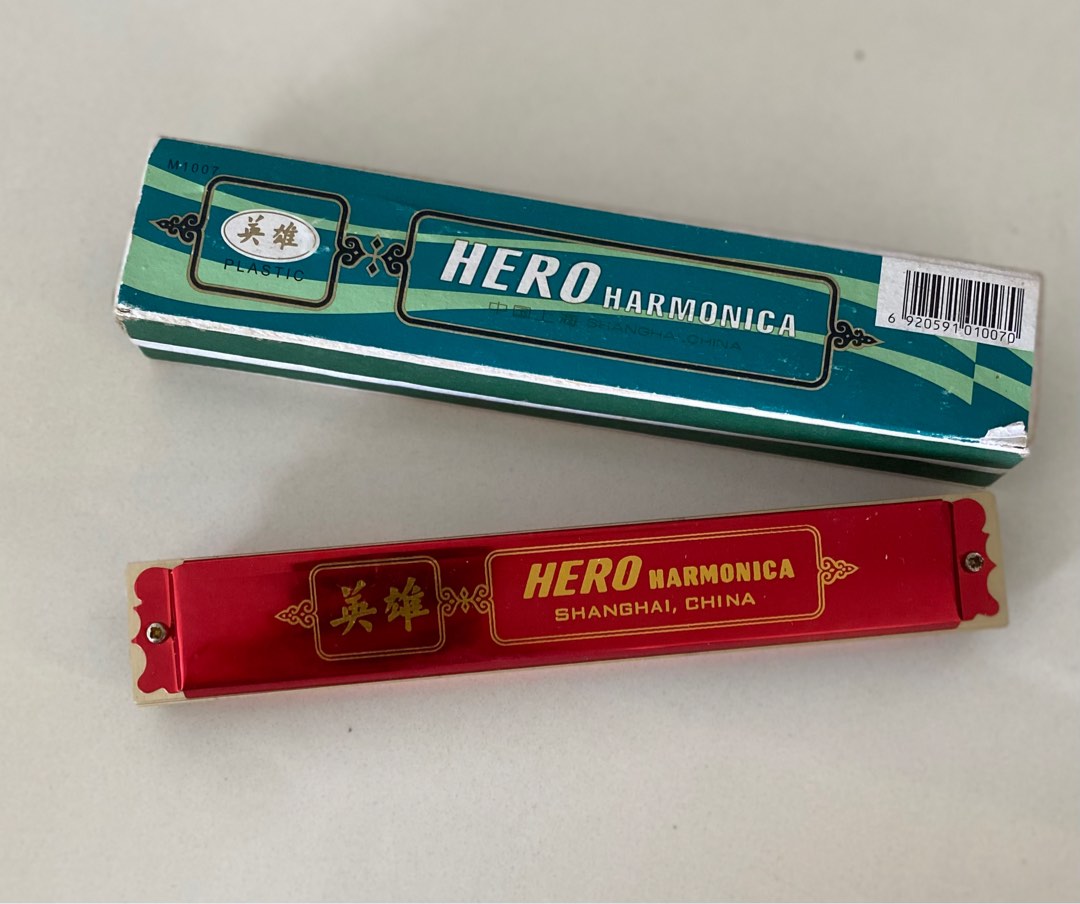 M1007
英雄
PLASTIC
HERO HARMONICA
中国上海 SHANGHAI, CHINA
6 920591 010070
英雄
HERO HARMONICA
SHANGHAI, CHINA